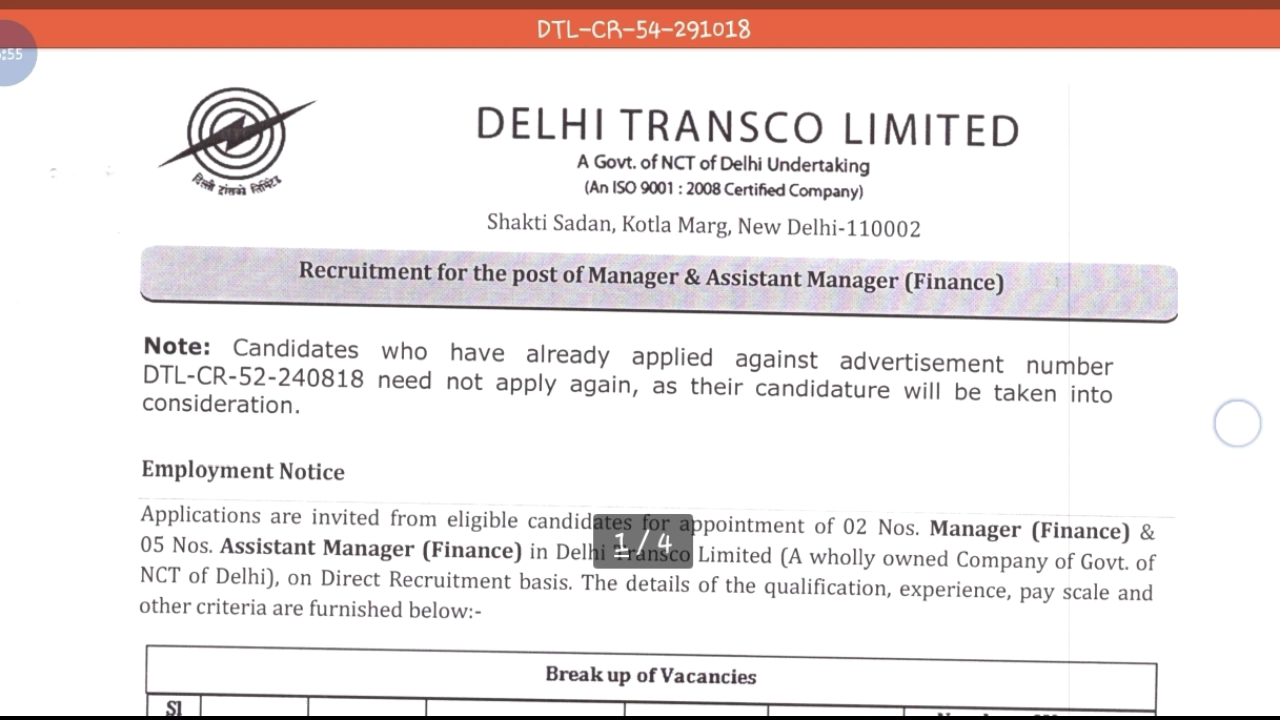 DTL-CR-54-291018
:55
दिल्ली ट्रांसको लिमिटेड
DELHI TRANSCO LIMITED
A Govt. of NCT of Delhi Undertaking
(An ISO 9001 : 2008 Certified Company)
Shakti Sadan, Kotla Marg, New Delhi-110002
Recruitment for the post of Manager & Assistant Manager (Finance)
Note: Candidates who have already applied against advertisement number
DTL-CR-52-240818 need not apply again, as their candidature will be taken into
consideration.
Employment Notice
Applications are invited from eligible candidates for appointment of 02 Nos. Manager (Finance) &
05 Nos. Assistant Manager (Finance) in Delhi Transco Limited (A wholly owned Company of Govt. of
1 / 4
NCT of Delhi), on Direct Recruitment basis. The details of the qualification, experience, pay scale and
other criteria are furnished below:-
Break up of Vacancies
Sl